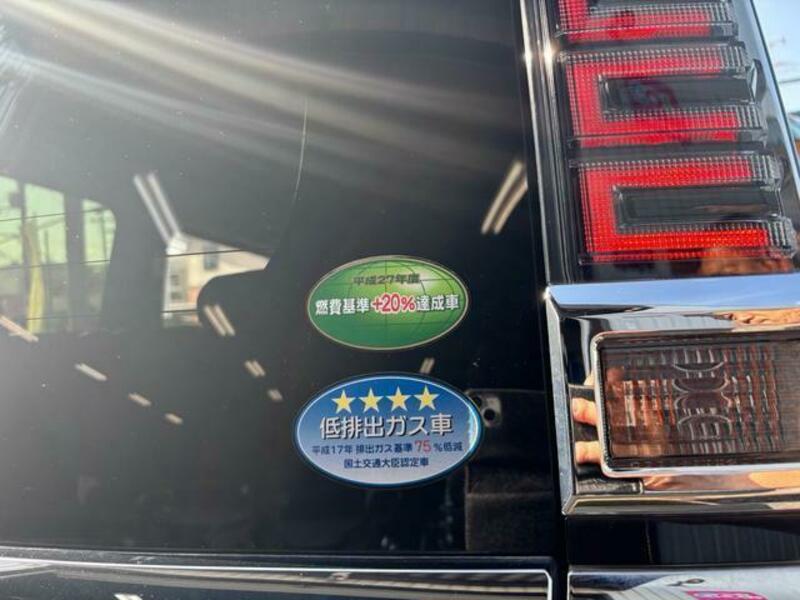 平成27年度
燃費基準+20%達成車
★★★★
低排出ガス車
平成17年 排出ガス基準 75 %低減
国土交通大臣認定車